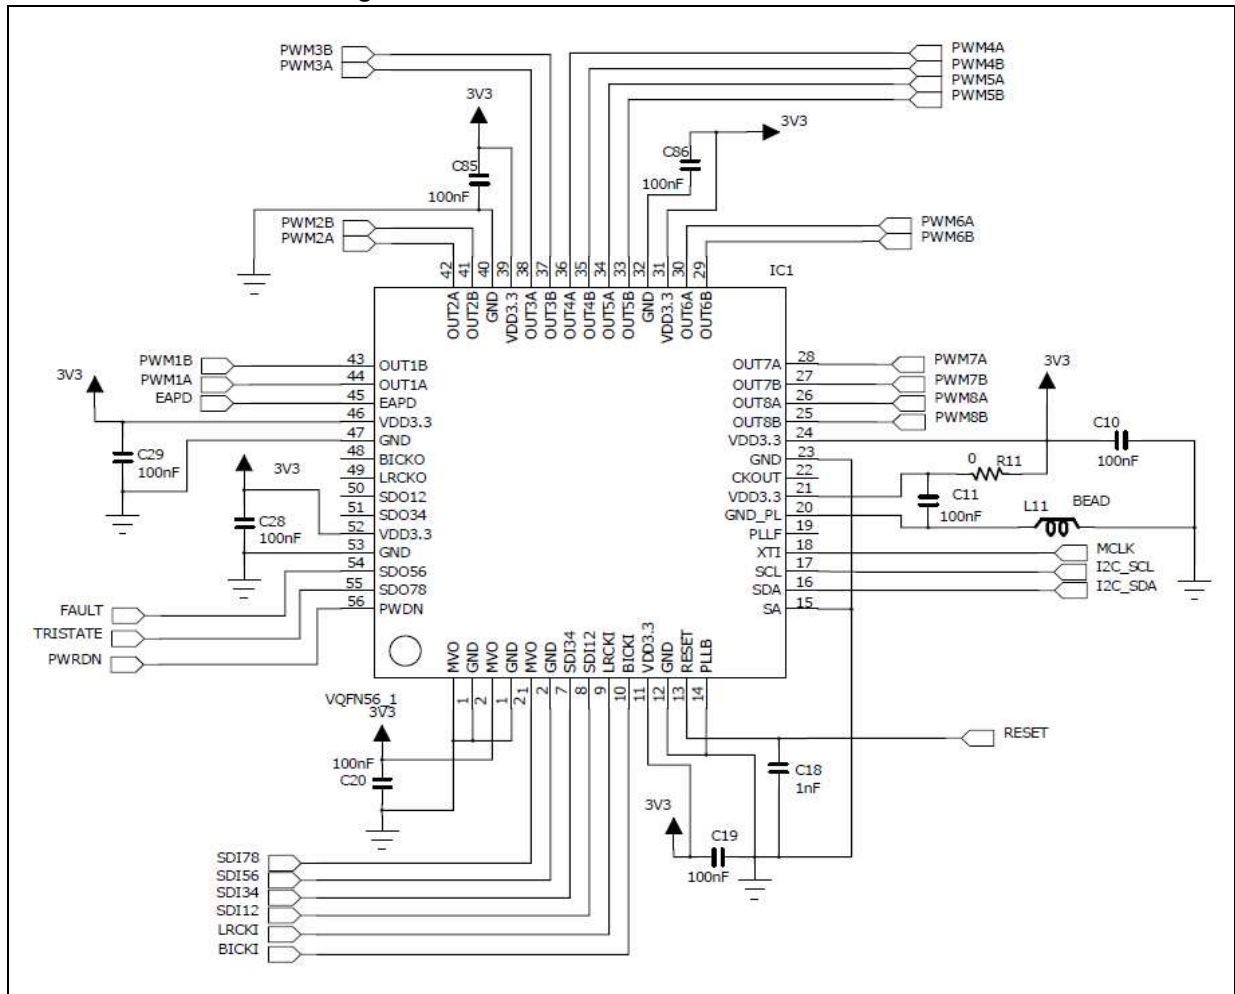 PWM3B
PWM3A
PWM4A
PWM4B
PWM5A
PWM5B
3V3
3V3
C85
100nF
C86
100nF
PWM2B
PWM2A
PWM6A
PWM6B
42 41 40 39 38 37 36 35 34 33 32 31 30 29
IC1
OUT2A OUT2B GND VDD3.3 OUT3A OUT3B OUT4A OUT4B OUT5A OUT5B GND VDD3.3 OUT6A OUT6B
PWM1B 43 OUT1B
PWM1A 44 OUT1A
EAPD 45 EAPD
3V3
46 VDD3.3
47 GND
48 BICKO
49 LRCKO
50 SDO12
51 SDO34
52 VDD3.3
53 GND
54 SDO56
55 SDO78
56 PWDN
C29
100nF
3V3
C28
100nF
FAULT
TRISTATE
PWRDN
OUT7A 28 PWM7A
OUT7B 27 PWM7B
OUT8A 26 PWM8A
OUT8B 25 PWM8B
VDD3.3 24
GND 23
CKOUT 22
VDD3.3 21
GND_PL 20
PLLF 19
XTI 18 MCLK
SCL 17 I2C_SCL
SDA 16 I2C_SDA
SA 15
3V3
C10
100nF
0 R11
C11
100nF
L11 BEAD
MVO GND MVO GND MVO GND SDI34 SDI12 LRCKI BICKI VDD3.3 GND RESET PLLB
1 2 1 2 1 2 7 8 9 10 11 12 13 14
VQFN56_1
3V3
100nF
C20
RESET
C18
1nF
3V3
C19
100nF
SDI78
SDI56
SDI34
SDI12
LRCKI
BICKI